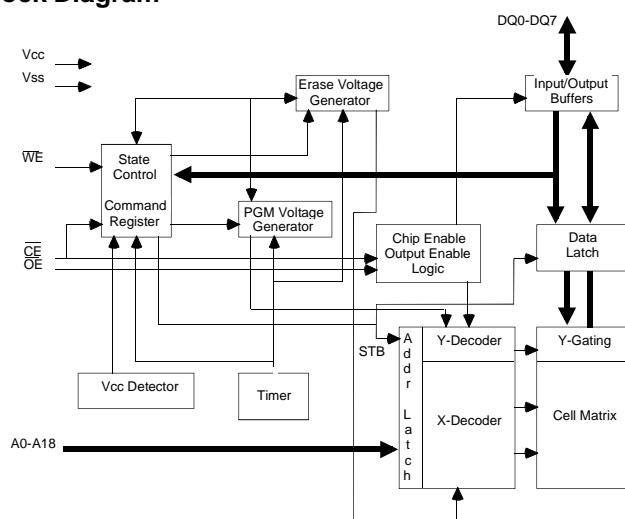 ock Diagram
DQ0-DQ7
Vcc
Vss
Erase Voltage
Generator
Input/Output
Buffers
WE
State
Control
Command
Register
PGM Voltage
Generator
Chip Enable
Output Enable
Logic
Data
Latch
CE
OE
STB
Addr Latch
Y-Decoder
Y-Gating
Vcc Detector
Timer
X-Decoder
Cell Matrix
A0-A18